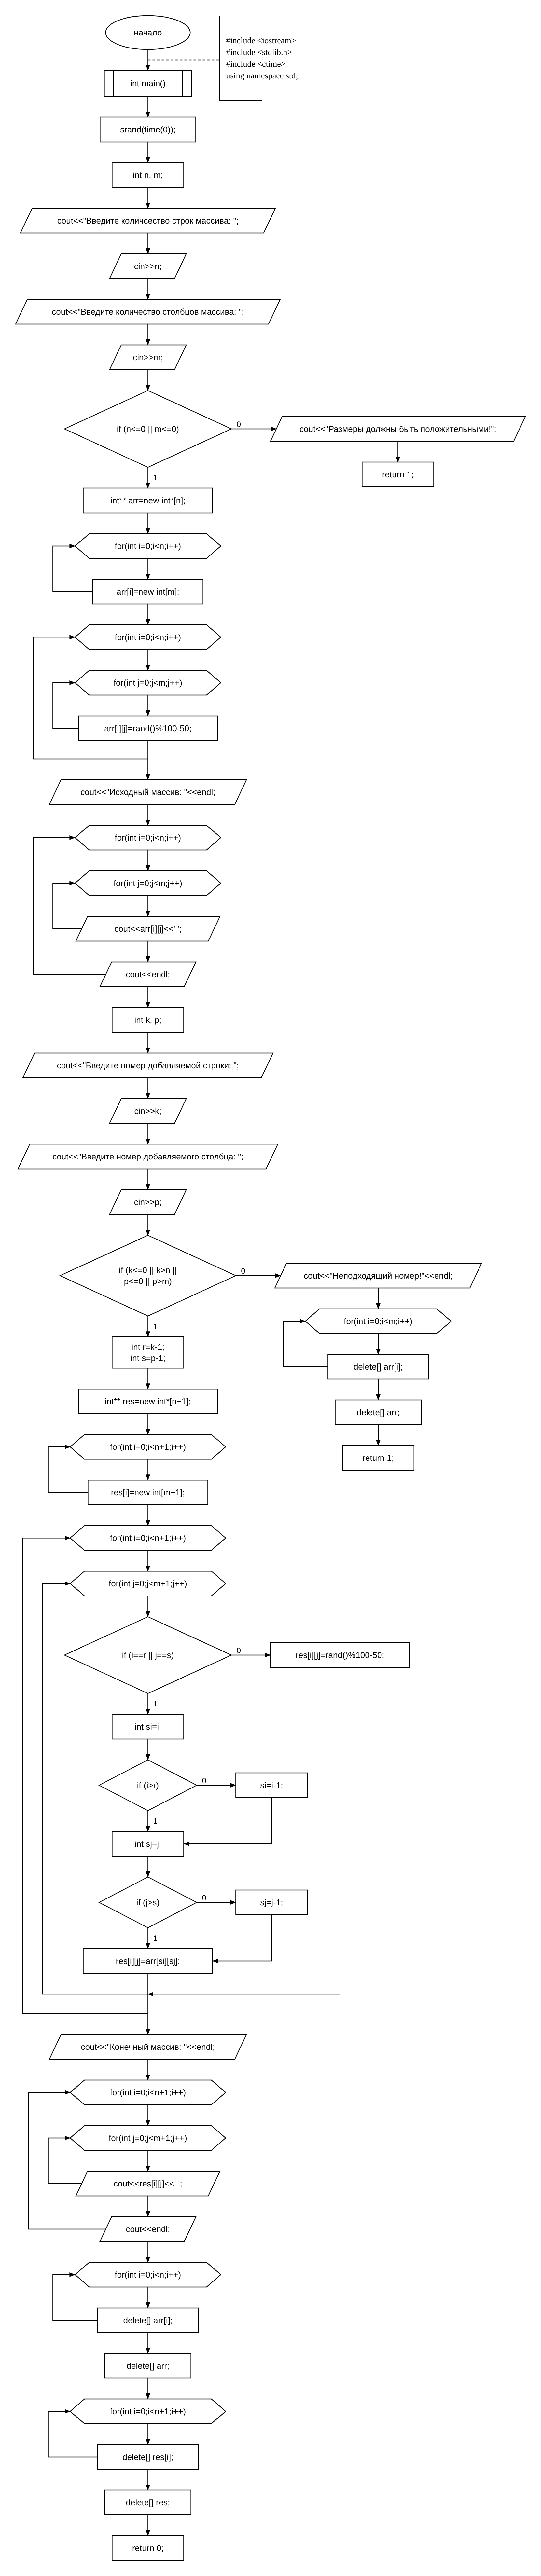 начало
#include <iostream>
#include <stdlib.h>
#include <ctime>
using namespace std;
int main()
srand(time(0));
int n, m;
cout<<"Введите количсество строк массива: ";
cin>>n;
cout<<"Введите количество столбцов массива: ";
cin>>m;
if (n<=0 || m<=0)
0
cout<<"Размеры должны быть положительными!";
return 1;
1
int** arr=new int*[n];
for(int i=0;i<n;i++)
arr[i]=new int[m];
for(int i=0;i<n;i++)
for(int j=0;j<m;j++)
arr[i][j]=rand()%100-50;
cout<<"Исходный массив: "<<endl;
for(int i=0;i<n;i++)
for(int j=0;j<m;j++)
cout<<arr[i][j]<<' ';
cout<<endl;
int k, p;
cout<<"Введите номер добавляемой строки: ";
cin>>k;
cout<<"Введите номер добавляемого столбца: ";
cin>>p;
if (k<=0 || k>n ||
p<=0 || p>m)
0
cout<<"Неподходящий номер!"<<endl;
for(int i=0;i<m;i++)
delete[] arr[i];
delete[] arr;
return 1;
1
int r=k-1;
int s=p-1;
int** res=new int*[n+1];
for(int i=0;i<n+1;i++)
res[i]=new int[m+1];
for(int i=0;i<n+1;i++)
for(int j=0;j<m+1;j++)
if (i==r || j==s)
0
res[i][j]=rand()%100-50;
1
int si=i;
if (i>r)
0
si=i-1;
1
int sj=j;
if (j>s)
0
sj=j-1;
1
res[i][j]=arr[si][sj];
cout<<"Конечный массив: "<<endl;
for(int i=0;i<n+1;i++)
for(int j=0;j<m+1;j++)
cout<<res[i][j]<<' ';
cout<<endl;
for(int i=0;i<n;i++)
delete[] arr[i];
delete[] arr;
for(int i=0;i<n+1;i++)
delete[] res[i];
delete[] res;
return 0;